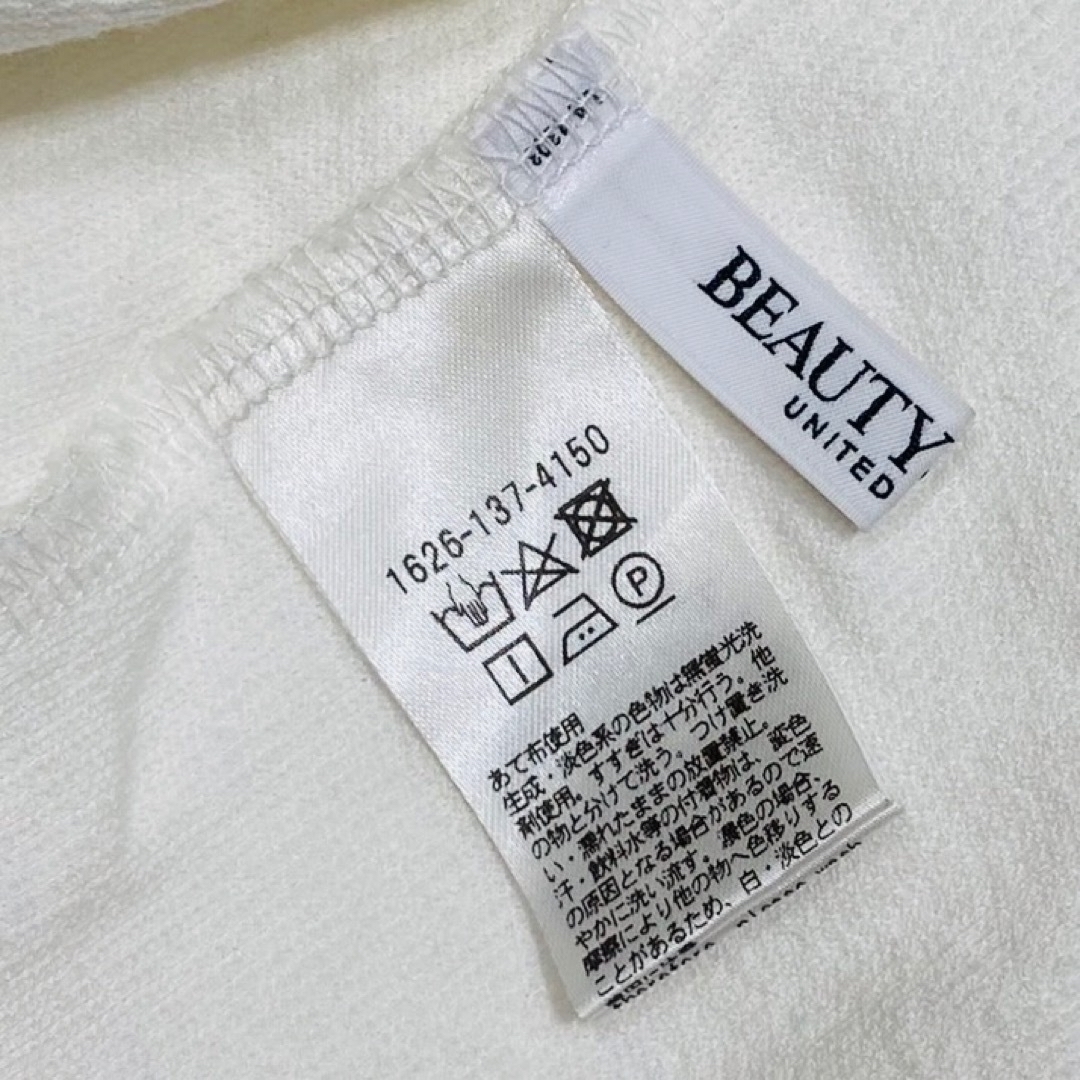 BEAUTY
UNITED
1626-137-4150
P
あて布使用
生成・淡色系の色物は無蛍光洗
剤使用。すすぎは十分行う。他
の物と分けて洗う。つけ置き洗
い・濡れたままの放置禁止。
汗・飲料水等の付着物は、変色
の原因となる場合があるので速
やかに洗い流す。濃色の場合、
摩擦により他の物へ色移りする
ことがあるため、白・淡色との
please wash